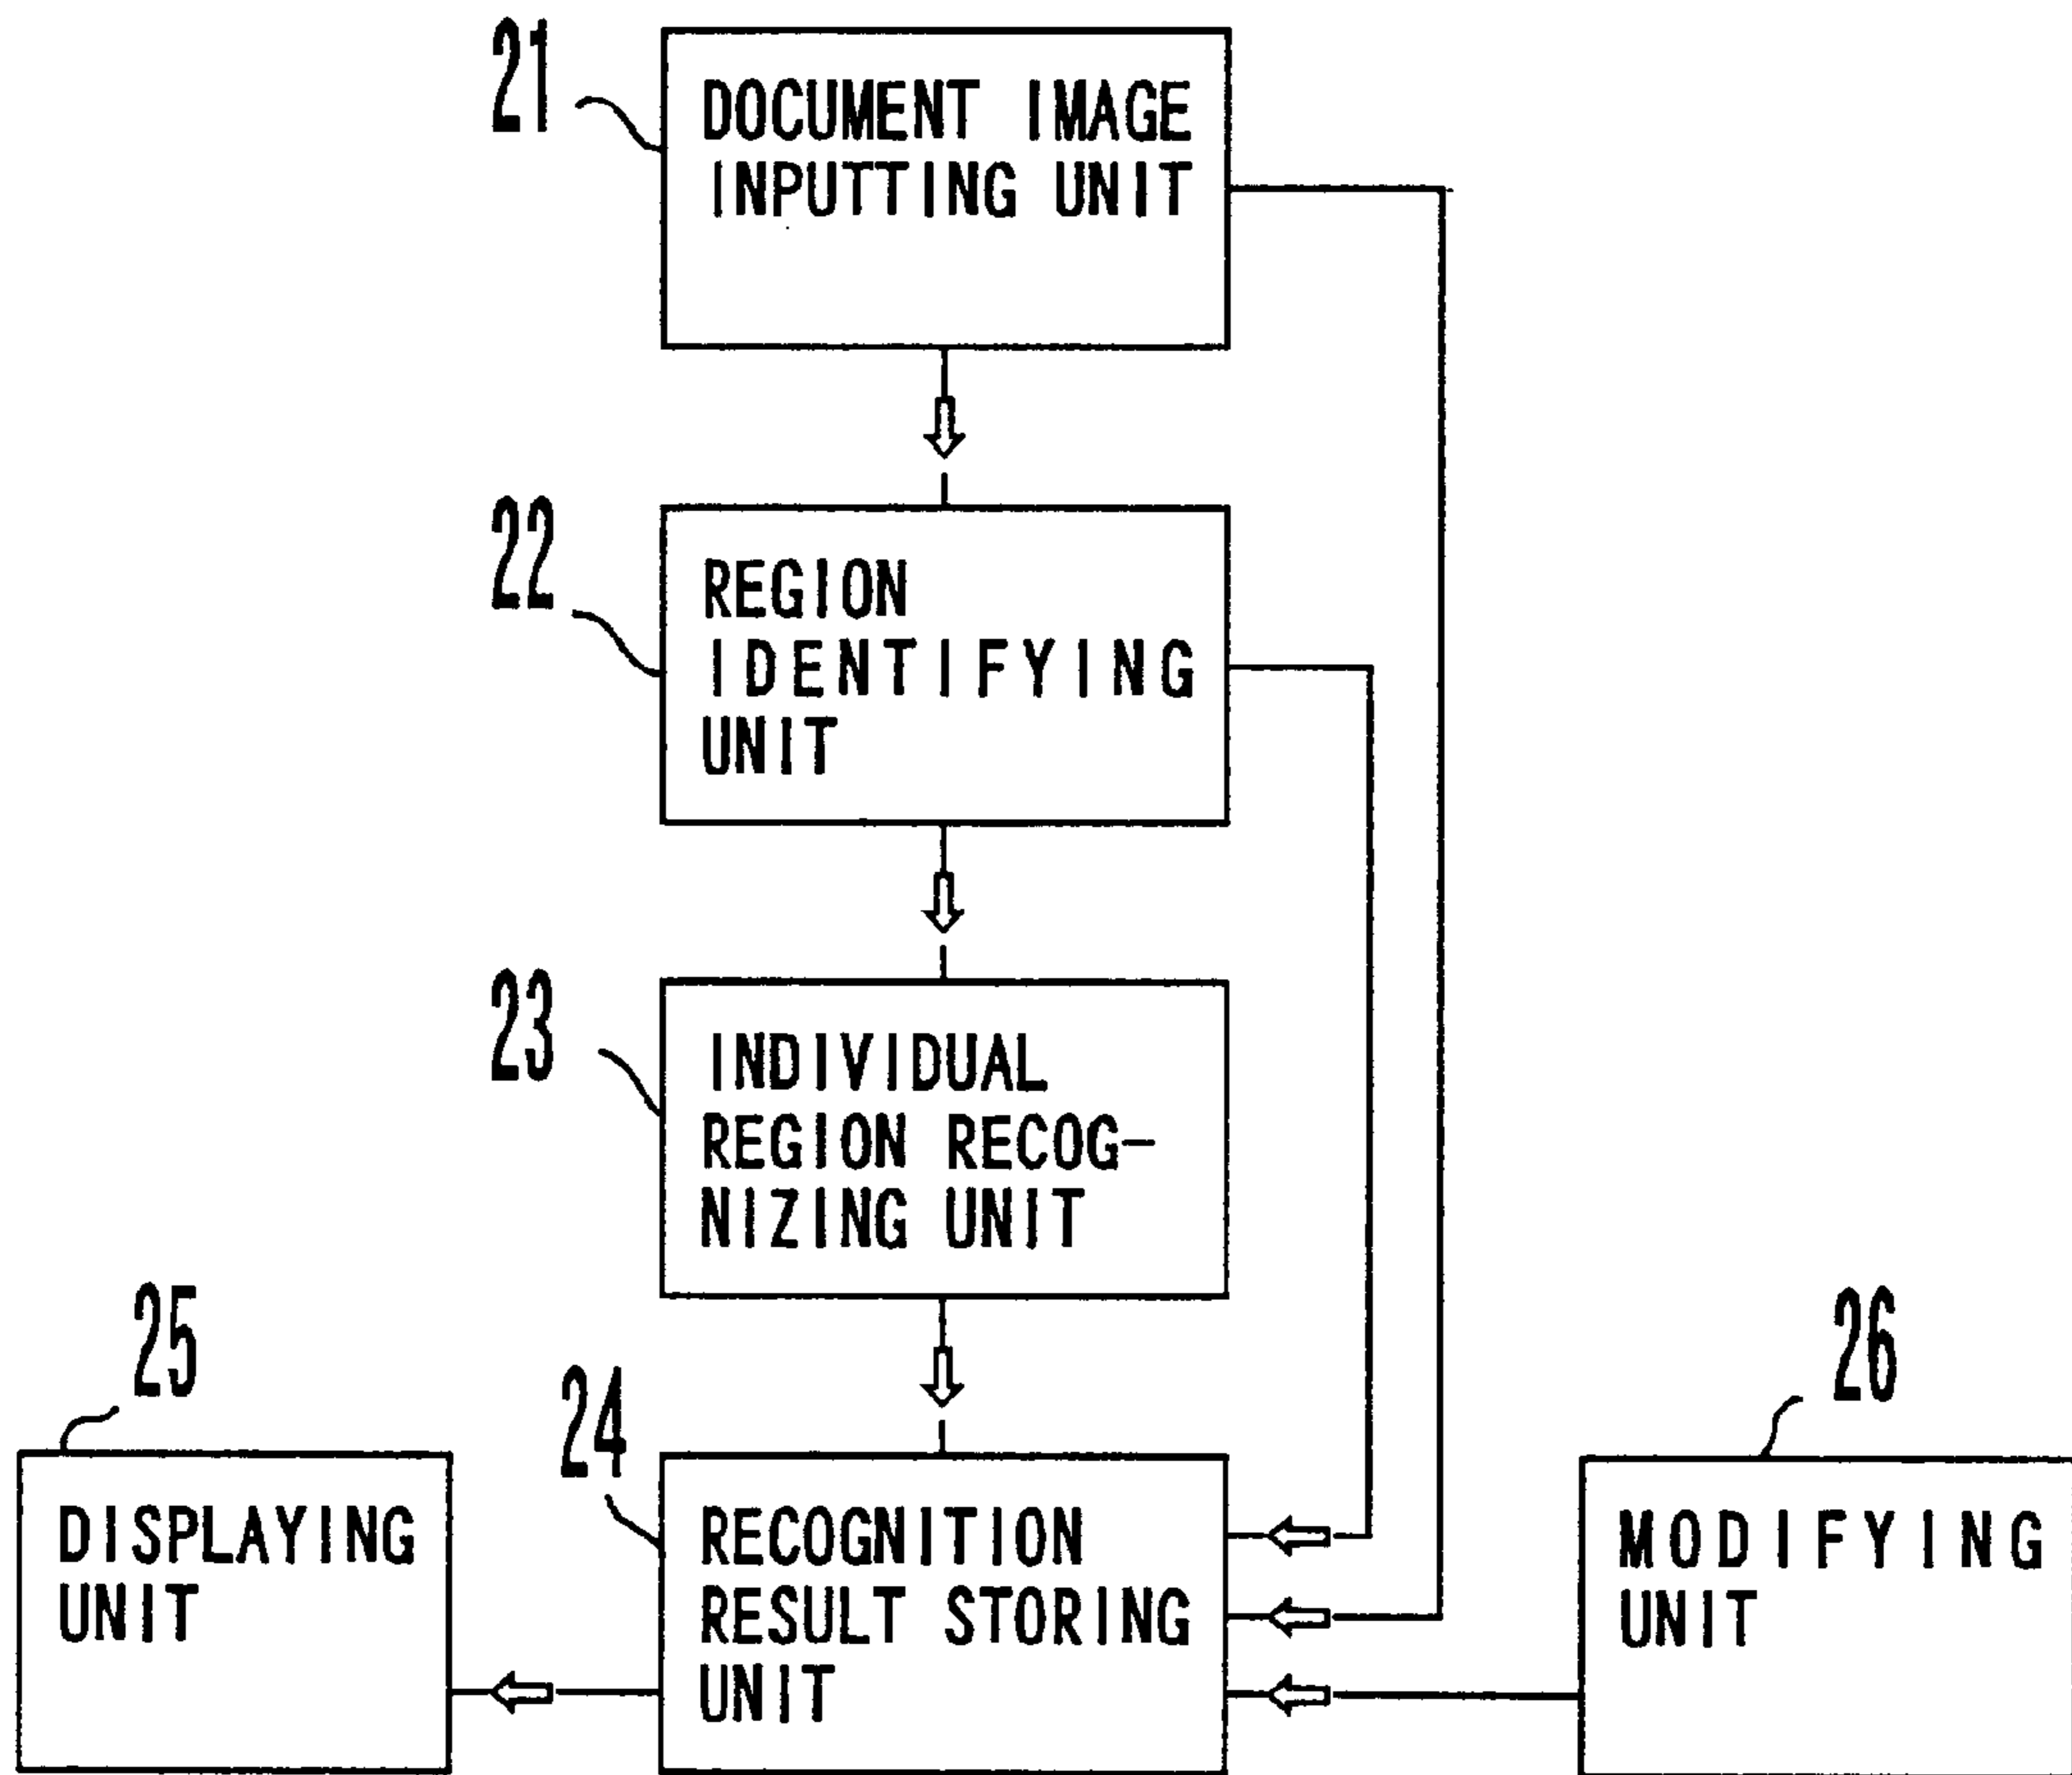 21
DOCUMENT IMAGE
INPUTTING UNIT
22
REGION
IDENTIFYING
UNIT
23
INDIVIDUAL
REGION RECOG-
NIZING UNIT
25
DISPLAYING
UNIT
24
RECOGNITION
RESULT STORING
UNIT
26
MODIFYING
UNIT